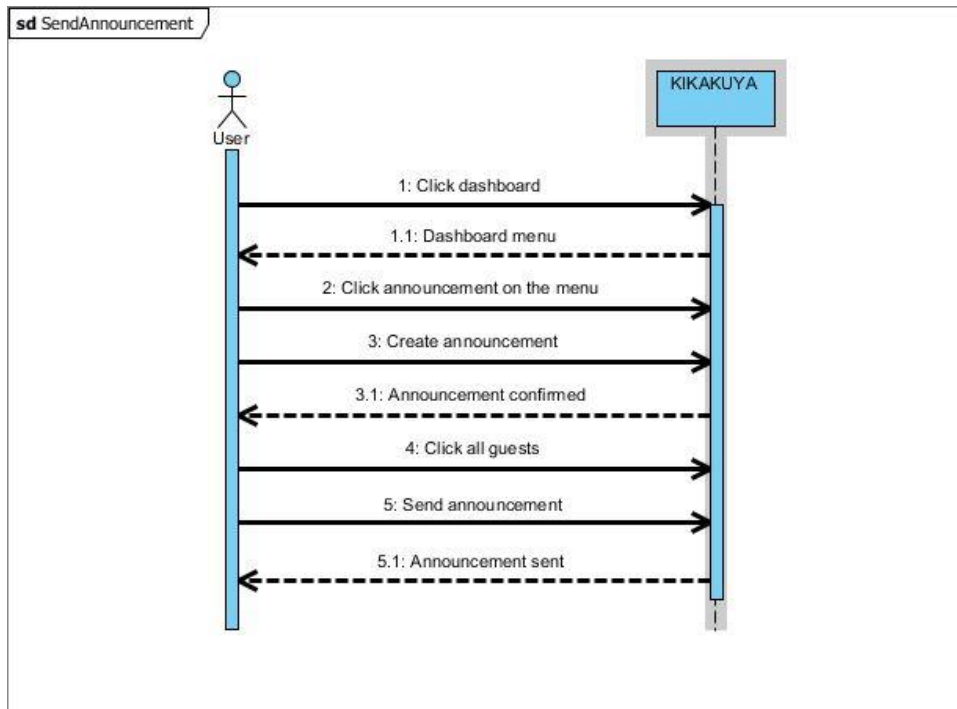 sd SendAnnouncement
KIKAKUYA
User
1: Click dashboard
1.1: Dashboard menu
2: Click announcement on the menu
3: Create announcement
3.1: Announcement confirmed
4: Click all guests
5: Send announcement
5.1: Announcement sent